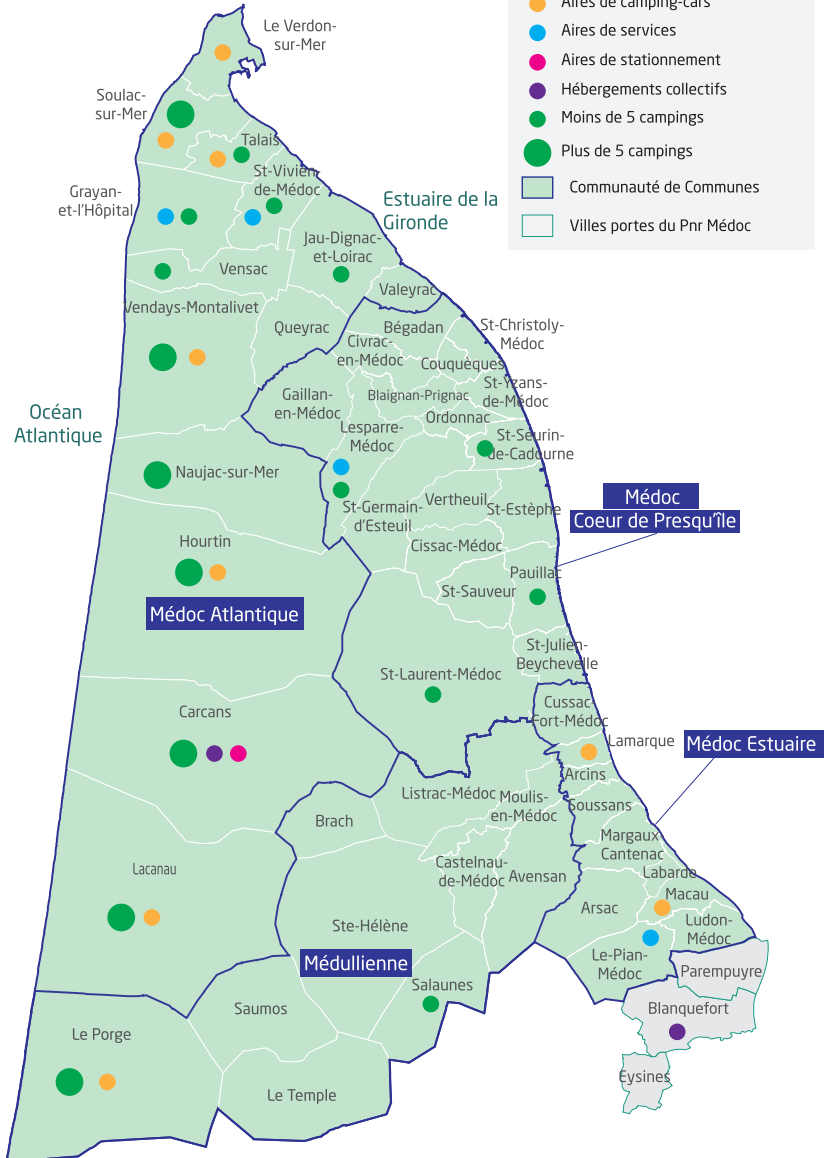 Aires de camping-cars
Aires de services
Aires de stationnement
Hébergements collectifs
Moins de 5 campings
Plus de 5 campings
Communauté de Communes
Villes portes du Pnr Médoc
Le Verdon-
sur-Mer
Soulac-
sur-Mer
Talais
St-Vivien
de-Médoc
Grayan-
et-l'Hôpital
Estuaire de la
Gironde
Jau-Dignac-
et-Loirac
Vensac
Valeyrac
Vendays-Montalivet
Queyrac
Bégadan
St-Christoly-
Médoc
Civrac-
en-Médoc
Couquèques
St-Yzans-
de-Médoc
Gaillan-
en-Médoc
Blaignan-Prignac
Ordonnac
Océan
Atlantique
Lesparre-
Médoc
St-Seurin-
de-Cadourne
Naujac-sur-Mer
St-Germain-
d'Esteuil
Vertheuil
St-Estèphe
Médoc
Coeur de Presqu'île
Hourtin
Cissac-Médoc
Pauillac
St-Sauveur
Médoc Atlantique
St-Julien-
Beychevelle
St-Laurent-Médoc
Carcans
Cussac-
Fort-Médoc
Lamarque
Médoc Estuaire
Arcins
Listrac-Médoc
Moulis-
en-Médoc
Soussans
Brach
Margaux-
Cantenac
Lacanau
Castelnau-
de-Médoc
Avensan
Labarde
Macau
Arsac
Ludon-
Médoc
Ste-Hélène
Médullienne
Le-Pian-
Médoc
Parempuyre
Salaunes
Saumos
Blanquefort
Le Porge
Eysines
Le Temple